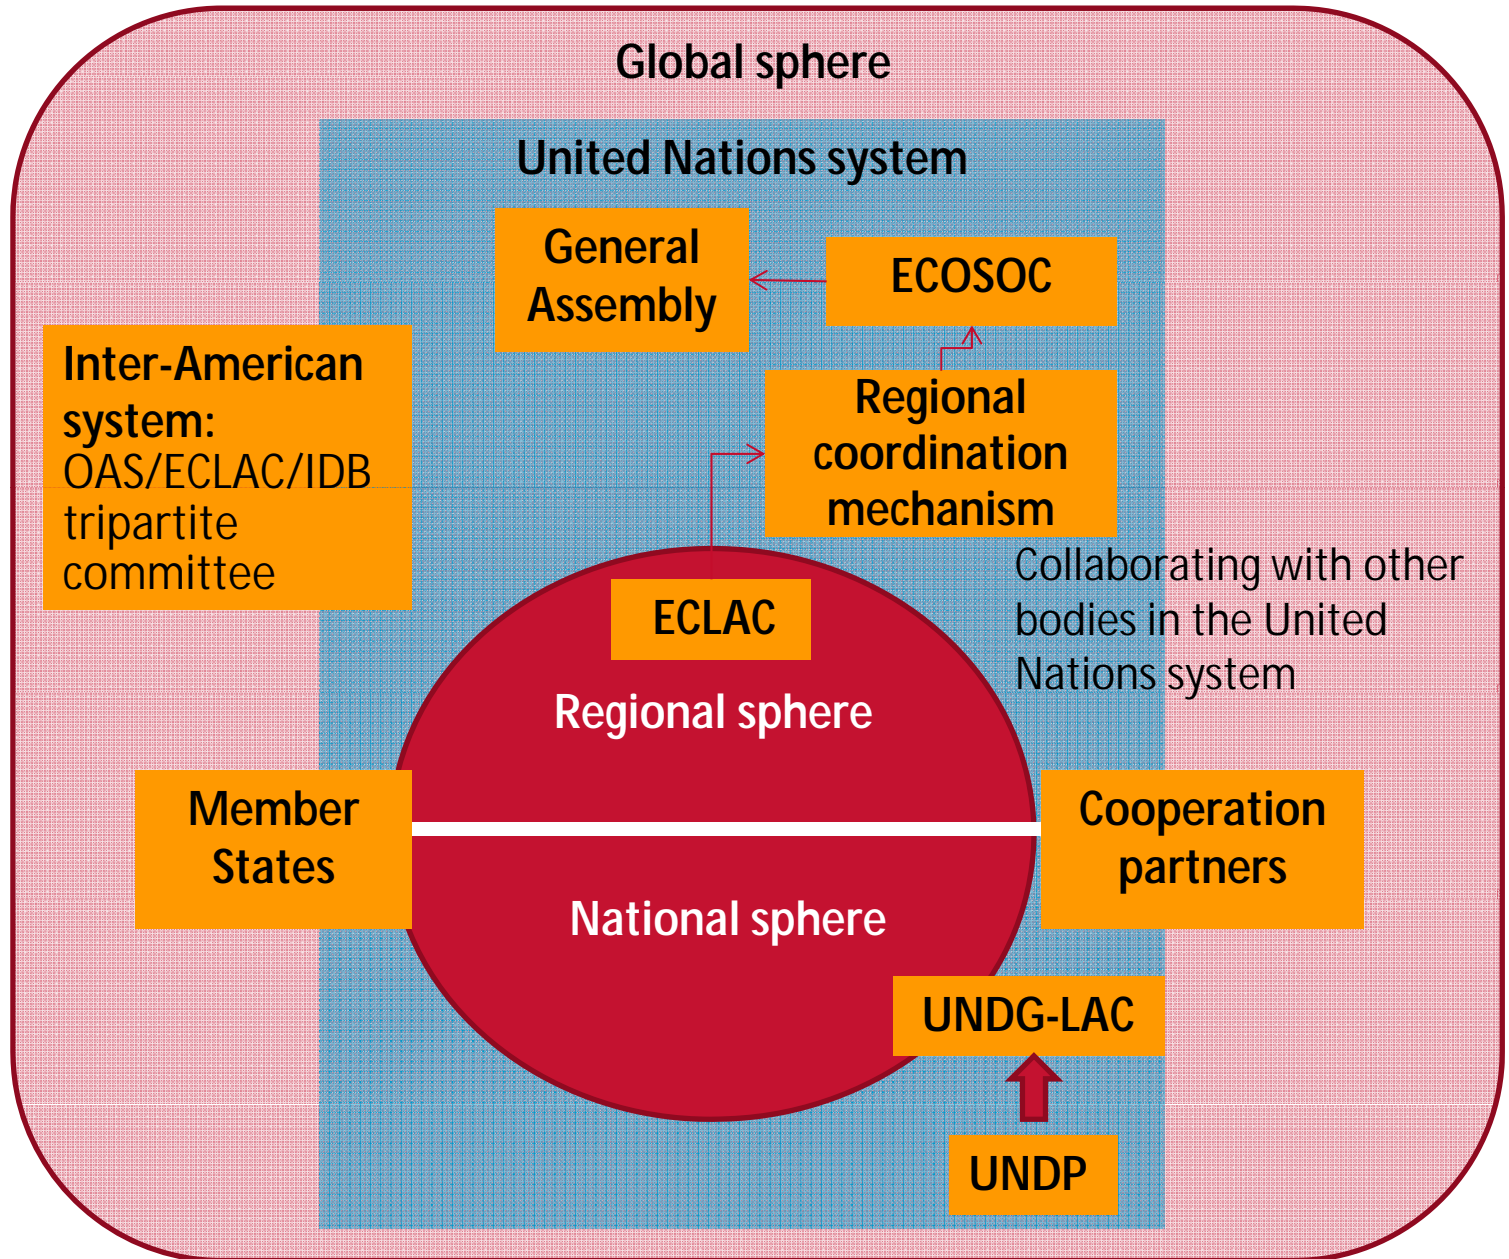 Global sphere
United Nations system
General
Assembly
ECOSOC
Inter-American
system:
OAS/ECLAC/IDB
tripartite
committee
Regional
coordination
mechanism
Collaborating with other
bodies in the United
Nations system
ECLAC
Regional sphere
Member
States
Cooperation
partners
National sphere
UNDG-LAC
UNDP